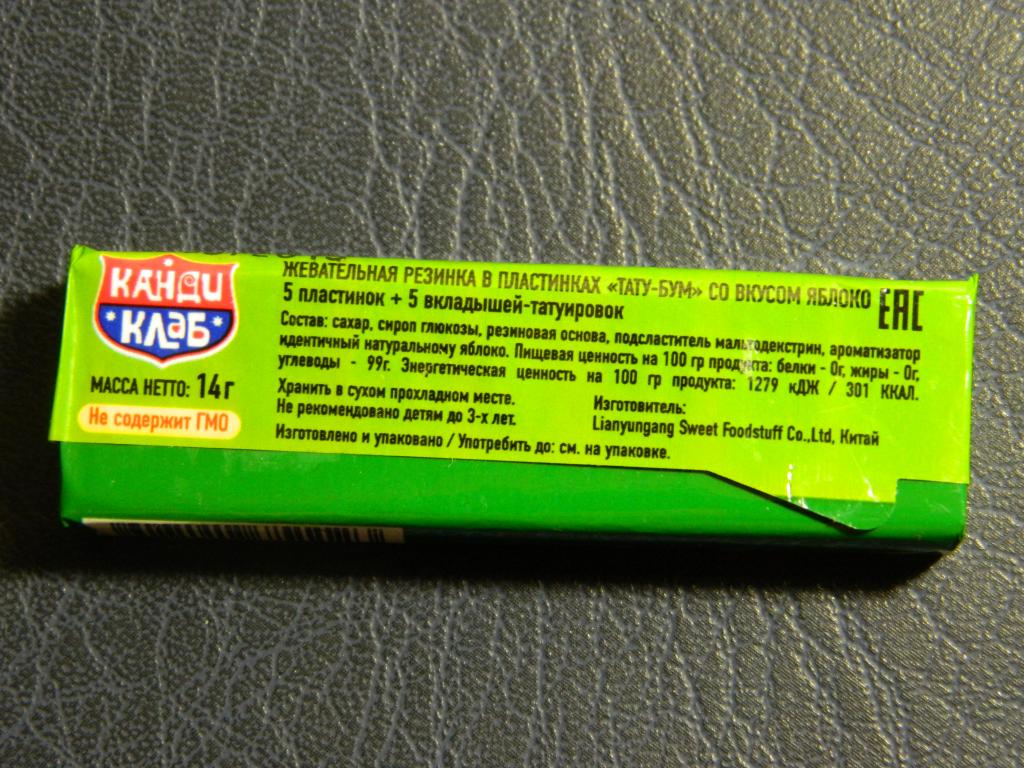 КАЙДИ
КЛАБ
МАССА НЕТТО: 14г
Не содержит ГМО
ЖЕВАТЕЛЬНАЯ РЕЗИНКА В ПЛАСТИНКАХ «ТАТУ-БУМ» СО ВКУСОМ ЯБЛОКО
EAC
5 пластинок + 5 вкладышей-татуировок
Состав: сахар, сироп глюкозы, резиновая основа, подсластитель мальтодекстрин, ароматизатор
идентичный натуральному яблоко. Пищевая ценность на 100 гр продукта: белки - 0г, жиры - 0г,
углеводы - 99г. Энергетическая ценность на 100 гр продукта: 1279 кДЖ / 301 ККАЛ.
Хранить в сухом прохладном месте.
Не рекомендовано детям до 3-х лет.
Изготовитель:
Lianyungang Sweet Foodstuff Co.,Ltd, Китай
Изготовлено и упаковано / Употребить до: см. на упаковке.